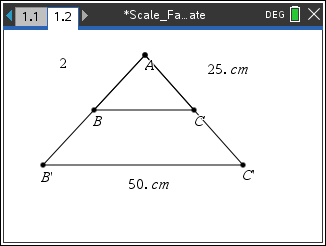 1.1 1.2 *Scale_Fa…ate DEG
2
A
25. cm
B C
B' C'
50. cm